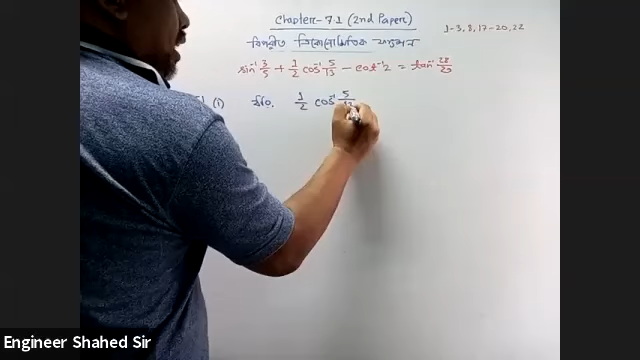 Chapter-7.1 (2nd Paper)
1-3, 8, 17-20, 22
বিপরীত ত্রিকোণমিতিক ফাংশন
sin⁻¹ 3/5 + 1/2 cos⁻¹ 5/13 - cot⁻¹ 2 = tan⁻¹ 28/29
(i) 1/2 cos⁻¹ 5/
Engineer Shahed Sir